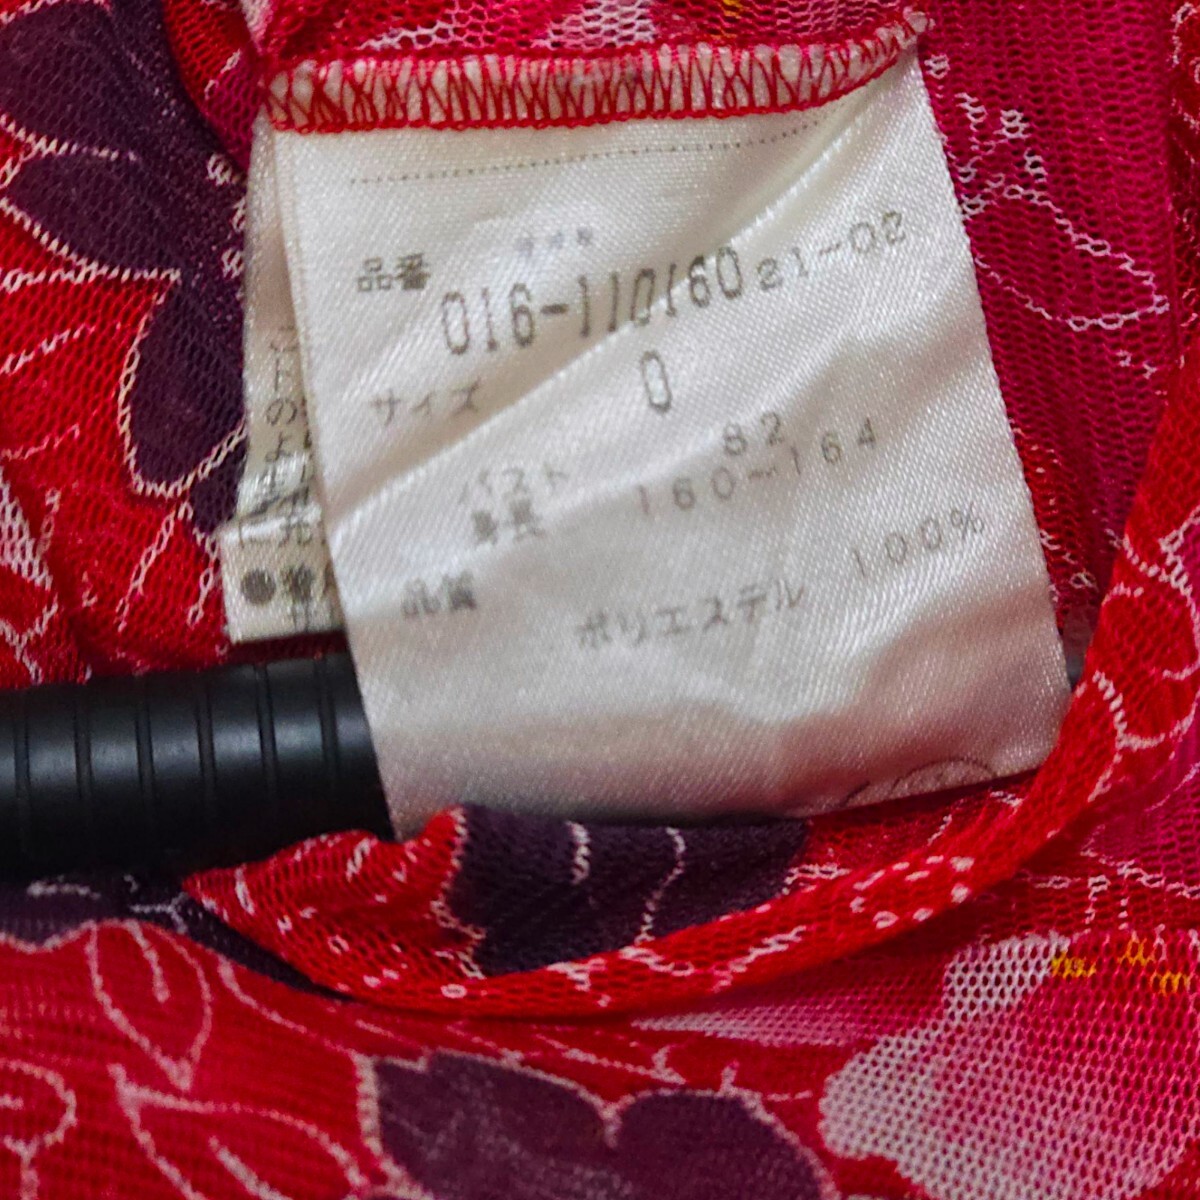 品番 016-110160 21-02
サイズ 0
バスト 82
身長 160~164
品質
ポリエステル 100%